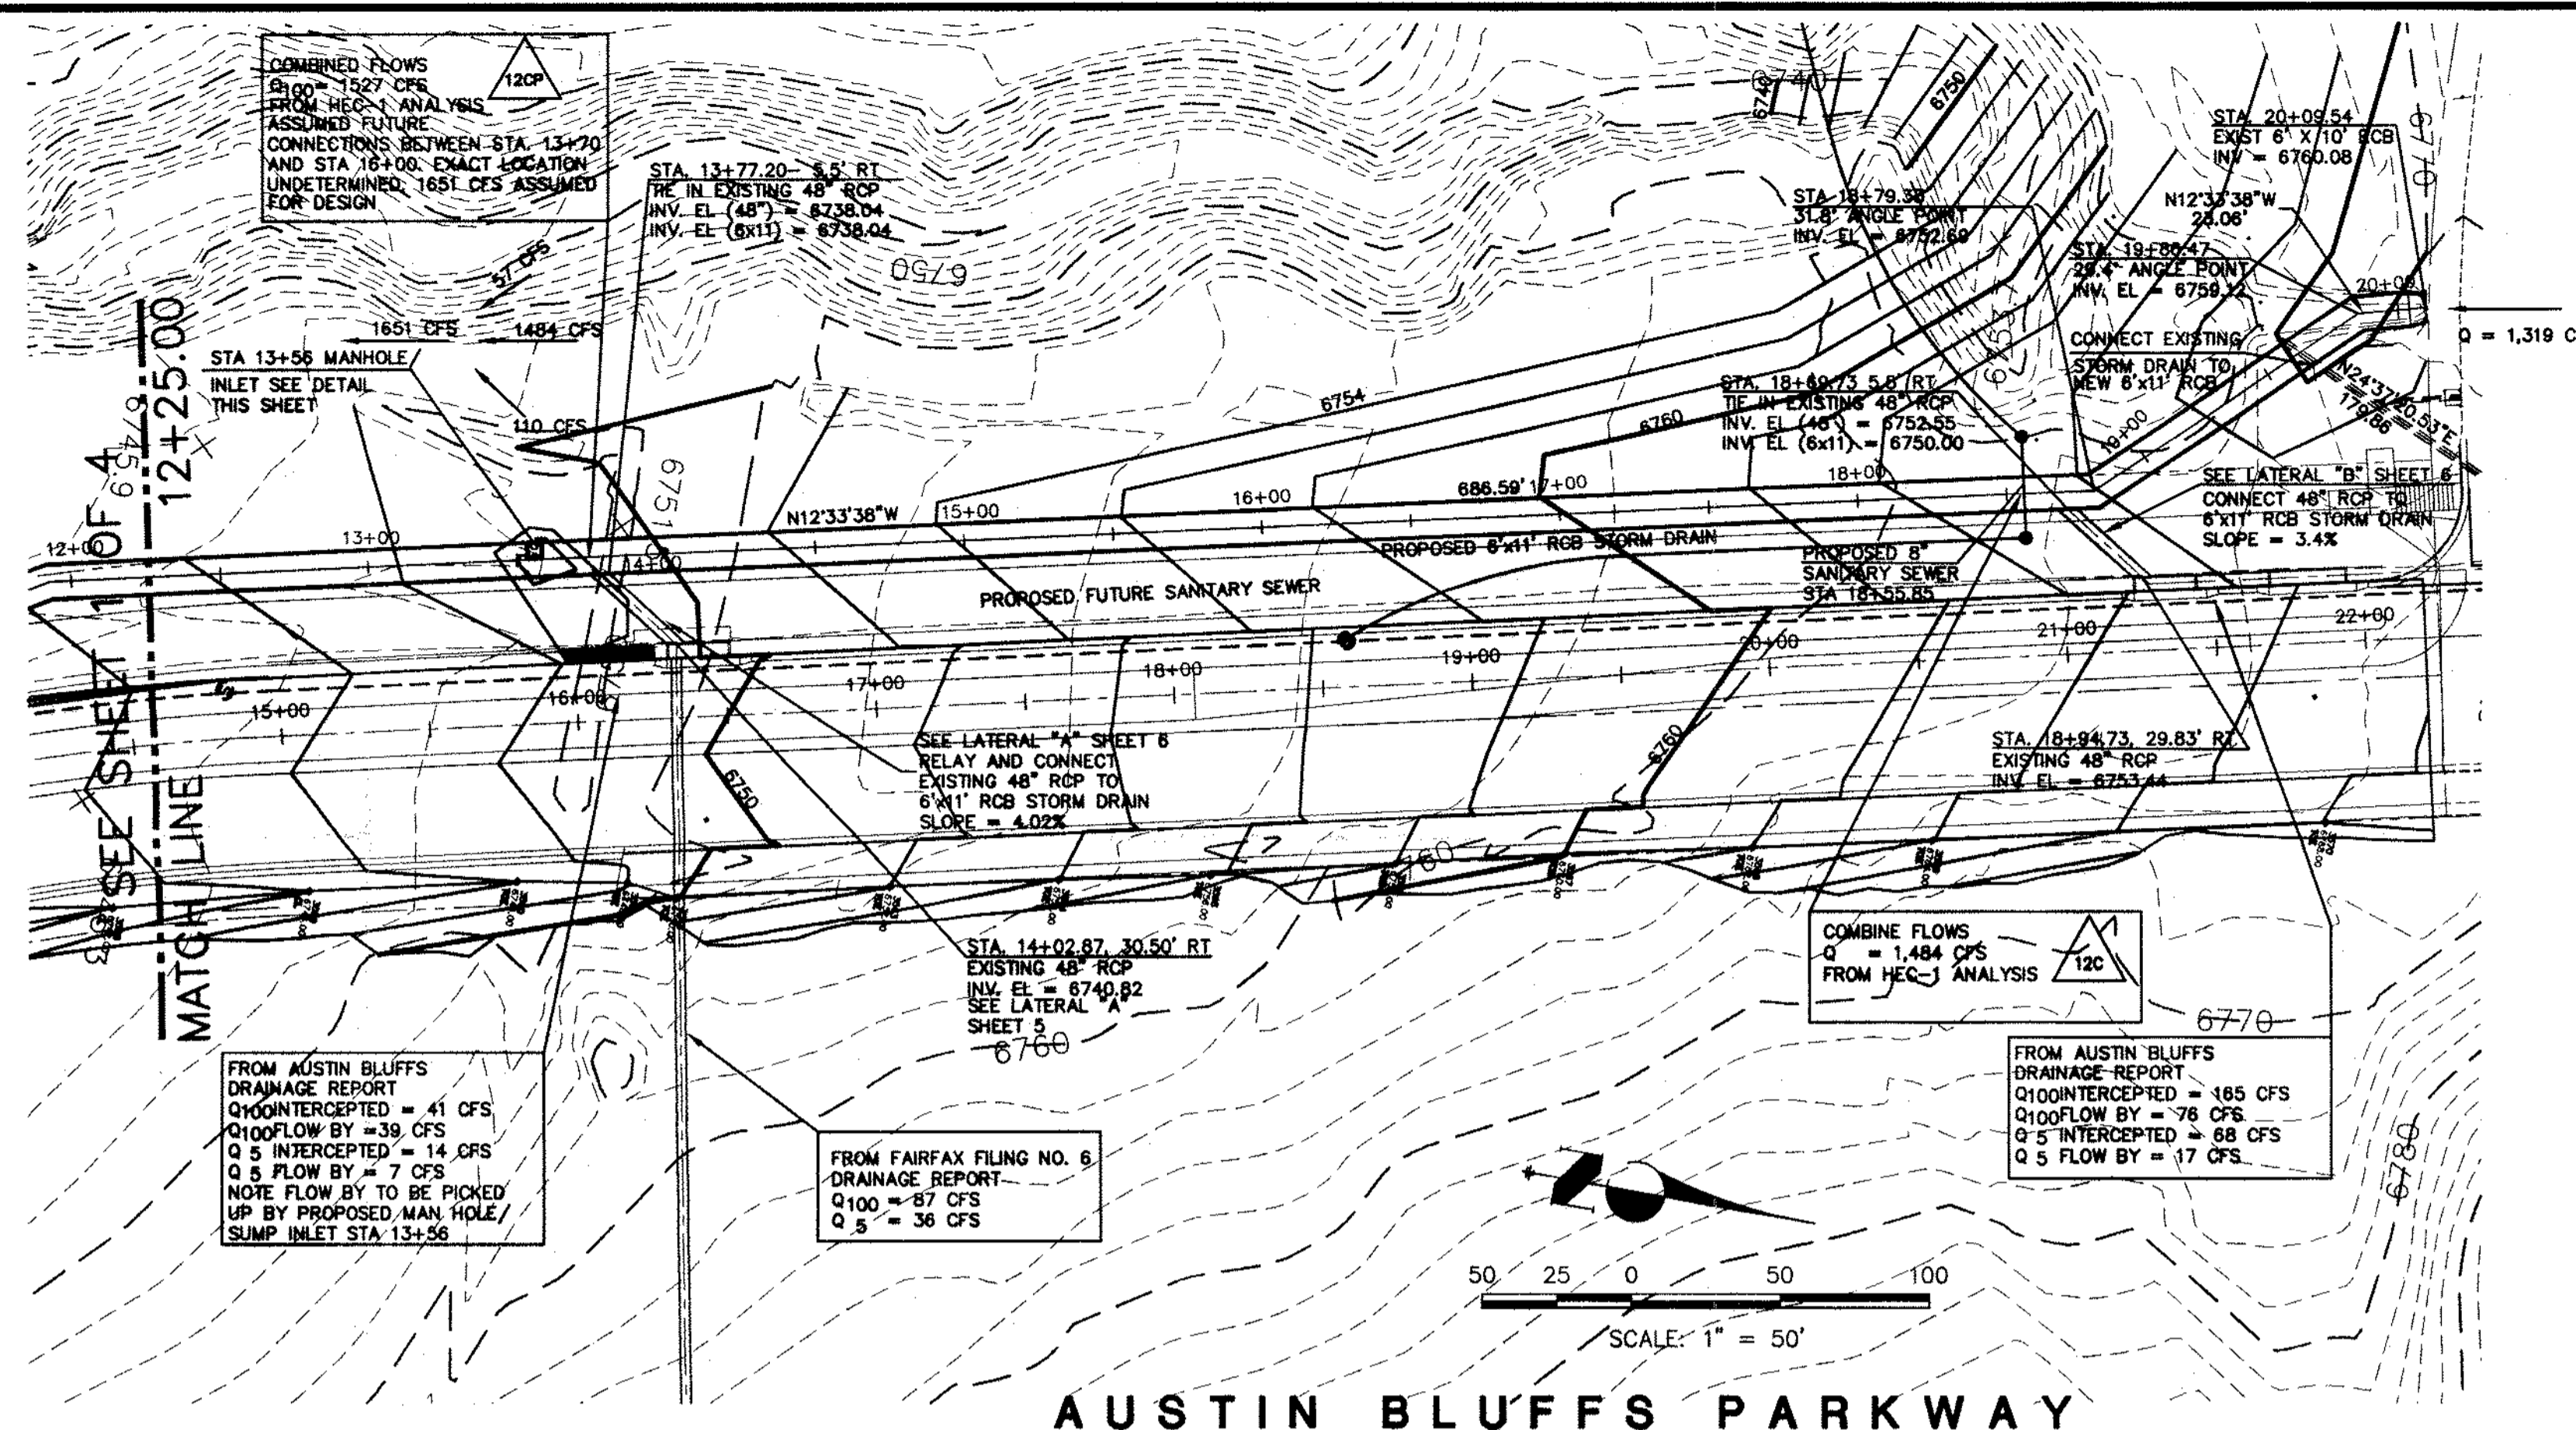 COMBINED FLOWS
Q100= 1527 CFS
FROM HEC-1 ANALYSIS
ASSUMED FUTURE
CONNECTIONS BETWEEN STA. 13+70
AND STA 16+00. EXACT LOCATION
UNDETERMINED, 1651 CFS ASSUMED
FOR DESIGN
12CP
STA. 13+77.20- 5.5' RT
TIE IN EXISTING 48" RCP
INV. EL (48") = 6738.04
INV. EL (6x11) = 6738.04
57 CFS
1651 CFS
1484 CFS
110 CFS
STA 13+56 MANHOLE/
INLET SEE DETAIL
THIS SHEET
6750
6740
6740
6750
STA. 20+09.54
EXIST 6' X 10' RCB
INV = 6760.08
6770
N12°33'38"W
23.06'
STA 18+79.38
31.8° ANGLE POINT
INV. EL = 6752.69
STA. 19+86.47
29.4° ANGLE POINT
INV. EL = 6759.12
20+00
Q = 1,319 C
CONNECT EXISTING
STORM DRAIN TO
NEW 6'x11' RCB
N24°37'20.53"E
179.86
STA. 18+69.73 5.5' RT
TIE IN EXISTING 48" RCP
INV. EL (48") = 6752.55
INV. EL (6x11) = 6750.00
6754
6760
19+00
SEE LATERAL "B" SHEET 6
CONNECT 48" RCP TO
6'x11' RCB STORM DRAIN
SLOPE = 3.4%
SEE SHEET 1 OF 4
MATCH LINE 12+25.00
6745.9
6751
12+00
13+00
14+00
N12°33'38"W
15+00
16+00
686.59'
17+00
18+00
PROPOSED 6'x11' RCB STORM DRAIN
PROPOSED FUTURE SANITARY SEWER
PROPOSED 8"
SANITARY SEWER
STA 18+55.85
15+00
16+00
17+00
18+00
19+00
20+00
21+00
22+00
6750
6760
SEE LATERAL "A" SHEET 6
RELAY AND CONNECT
EXISTING 48" RCP TO
6'x11' RCB STORM DRAIN
SLOPE = 4.02%
STA. 18+94.73, 29.83' RT
EXISTING 48" RCP
INV. EL = 6753.44
6760
STA. 14+02.87, 30.50' RT
EXISTING 48" RCP
INV. EL = 6740.82
SEE LATERAL "A"
SHEET 5
6760
COMBINE FLOWS
Q = 1,484 CFS
FROM HEC-1 ANALYSIS
12C
6770
FROM AUSTIN BLUFFS
DRAINAGE REPORT
Q100INTERCEPTED = 41 CFS
Q100FLOW BY =39 CFS
Q 5 INTERCEPTED = 14 CFS
Q 5 FLOW BY = 7 CFS
NOTE FLOW BY TO BE PICKED
UP BY PROPOSED MAN HOLE/
SUMP INLET STA 13+56
FROM FAIRFAX FILING NO. 6
DRAINAGE REPORT
Q100 = 87 CFS
Q 5 = 36 CFS
FROM AUSTIN BLUFFS
DRAINAGE REPORT
Q100INTERCEPTED = 165 CFS
Q100FLOW BY = 76 CFS
Q 5 INTERCEPTED = 68 CFS
Q 5 FLOW BY = 17 CFS
6780
50 25 0 50 100
SCALE: 1" = 50'
AUSTIN BLUFFS PARKWAY